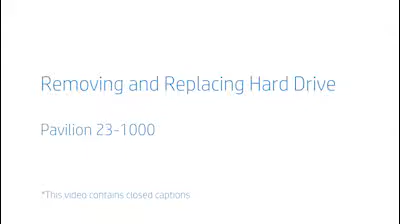 Removing and Replacing Hard Drive
Pavilion 23-1000
*This video contains closed captions